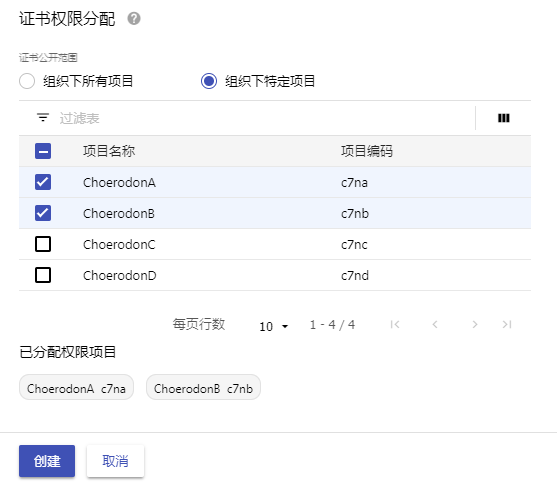 证书权限分配 ?
证书公开范围
组织下所有项目 组织下特定项目
过滤表
项目名称 项目编码
ChoerodonA c7na
ChoerodonB c7nb
ChoerodonC c7nc
ChoerodonD c7nd
每页行数 10 1 - 4 / 4
已分配权限项目
ChoerodonA c7na ChoerodonB c7nb
创建 取消